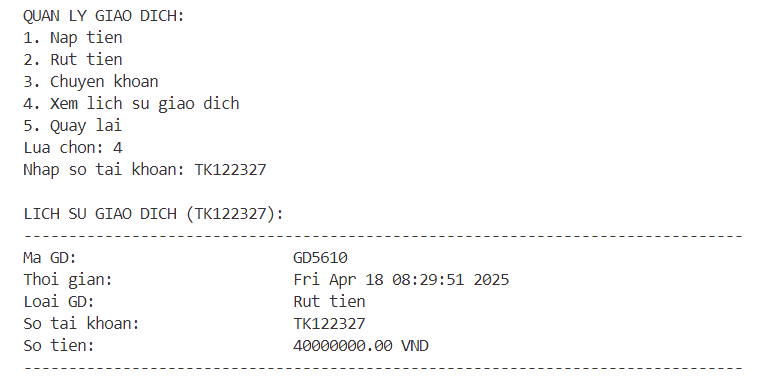 QUAN LY GIAO DICH:
1. Nap tien
2. Rut tien
3. Chuyen khoan
4. Xem lich su giao dich
5. Quay lai
Lua chon: 4
Nhap so tai khoan: TK122327
LICH SU GIAO DICH (TK122327):
--------------------------------------------------------------------------------
Ma GD: GD5610
Thoi gian: Fri Apr 18 08:29:51 2025
Loai GD: Rut tien
So tai khoan: TK122327
So tien: 40000000.00 VND
--------------------------------------------------------------------------------